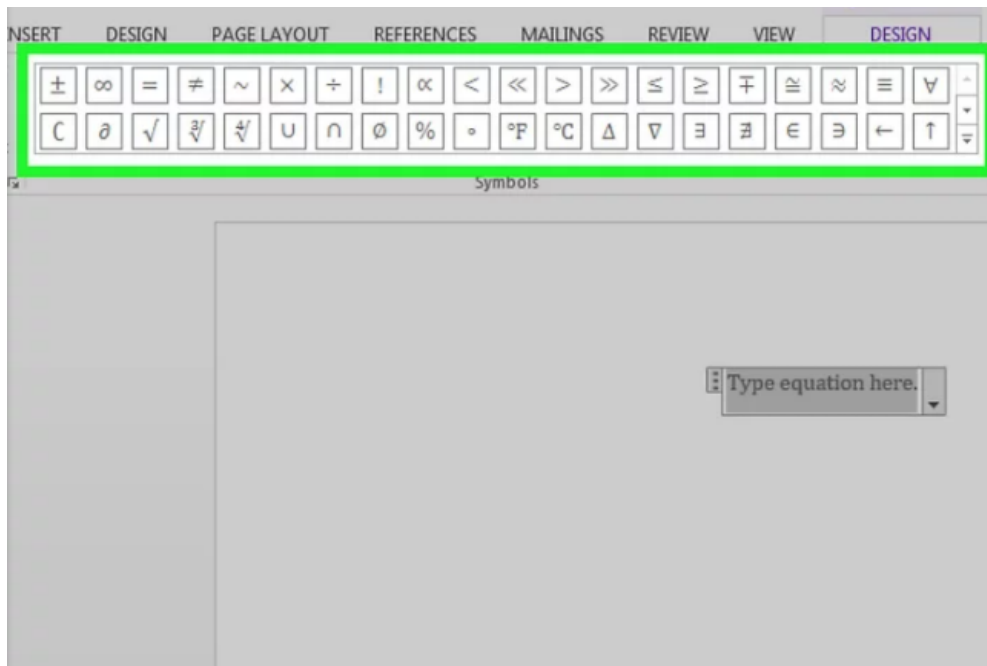 NSERT DESIGN PAGE LAYOUT REFERENCES MAILINGS REVIEW VIEW DESIGN
± ∞ = ≠ ~ × ÷ ! ∝ < ≪ > ≫ ≤ ≥ ∓ ≅ ≈ ≡ ∀
∁ ∂ √ ∛ ∜ ∪ ∩ ∅ % ° °F °C ∆ ∇ ∃ ∄ ∈ ∋ ← ↑
Symbols
Type equation here.